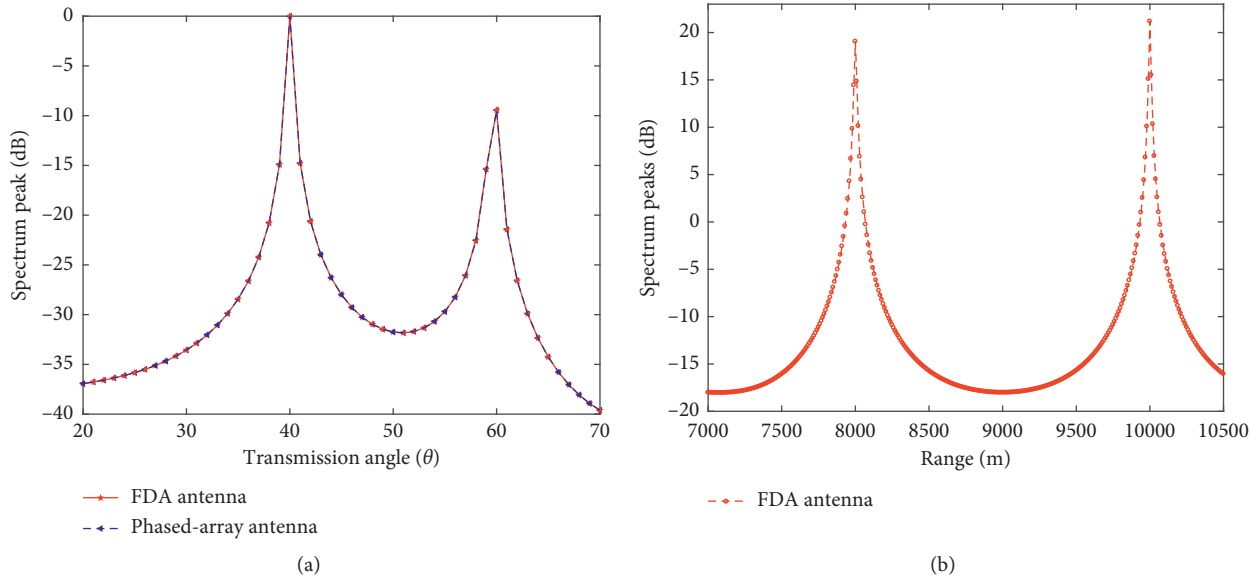 0
−5
−10
−15
−20
−25
−30
−35
−40
Spectrum peak (dB)
20 30 40 50 60 70
Transmission angle (θ)
FDA antenna
Phased-array antenna
(a)
20
15
10
5
0
−5
−10
−15
−20
Spectrum peaks (dB)
7000 7500 8000 8500 9000 9500 10000 10500
Range (m)
FDA antenna
(b)